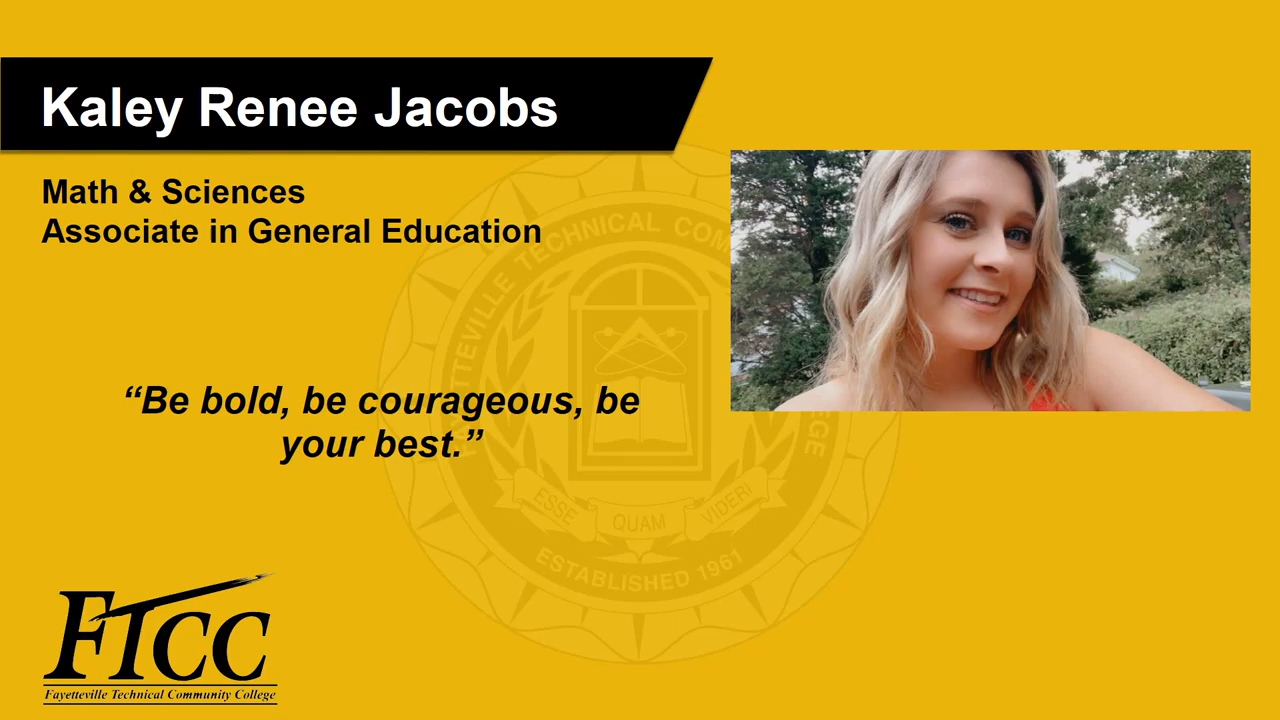 Kaley Renee Jacobs
Math & Sciences
Associate in General Education
“Be bold, be courageous, be
your best.”
FAYETTEVILLE TECHNICAL COM
EGE
ESSE QUAM VIDERI
ESTABLISHED 1961
FTCC
Fayetteville Technical Community College